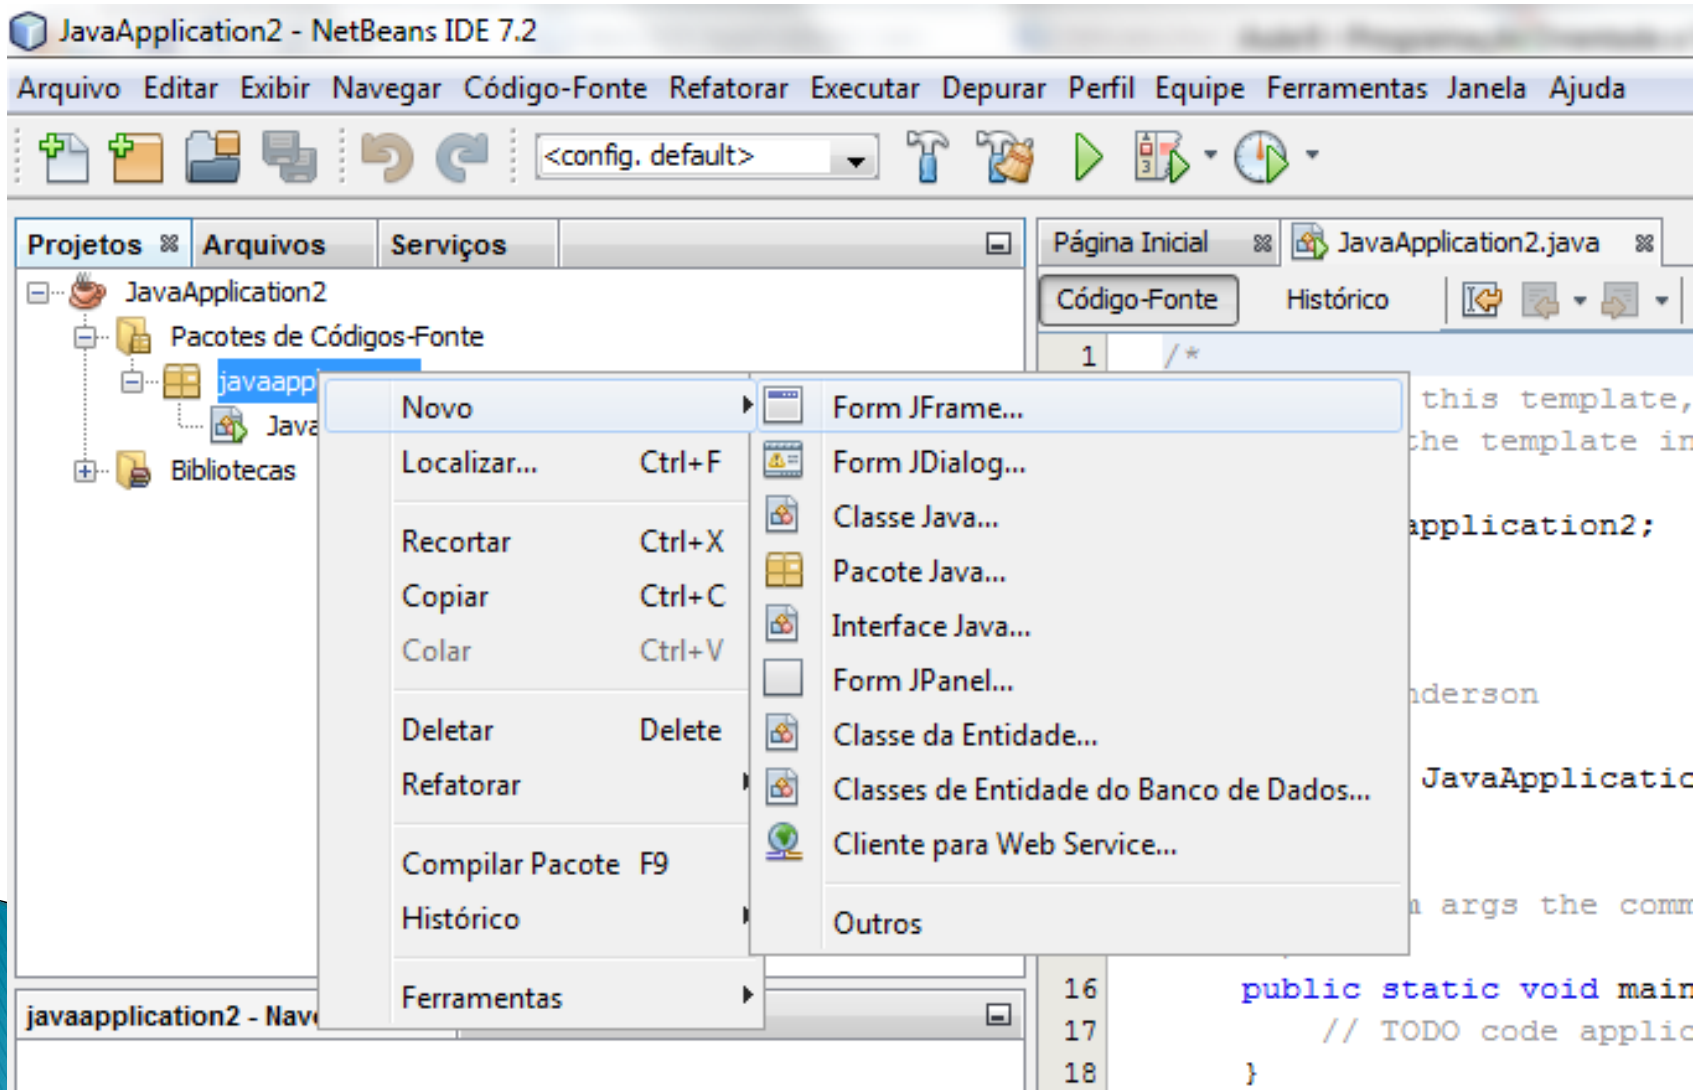 JavaApplication2 - NetBeans IDE 7.2
Arquivo Editar Exibir Navegar Código-Fonte Refatorar Executar Depurar Perfil Equipe Ferramentas Janela Ajuda
<config. default>
Projetos Arquivos Serviços
Página Inicial JavaApplication2.java
JavaApplication2
Código-Fonte Histórico
Pacotes de Códigos-Fonte
1 /*
javaapp
Java
Bibliotecas
Novo
Localizar... Ctrl+F
Recortar Ctrl+X
Copiar Ctrl+C
Colar Ctrl+V
Deletar Delete
Refatorar
Compilar Pacote F9
Histórico
Ferramentas
Form JFrame...
Form JDialog...
Classe Java...
Pacote Java...
Interface Java...
Form JPanel...
Classe da Entidade...
Classes de Entidade do Banco de Dados...
Cliente para Web Service...
Outros
this template,
the template in
application2;
nderson
JavaApplicatio
args the comm
16 public static void main
17 // TODO code applic
18 }
javaapplication2 - Nav